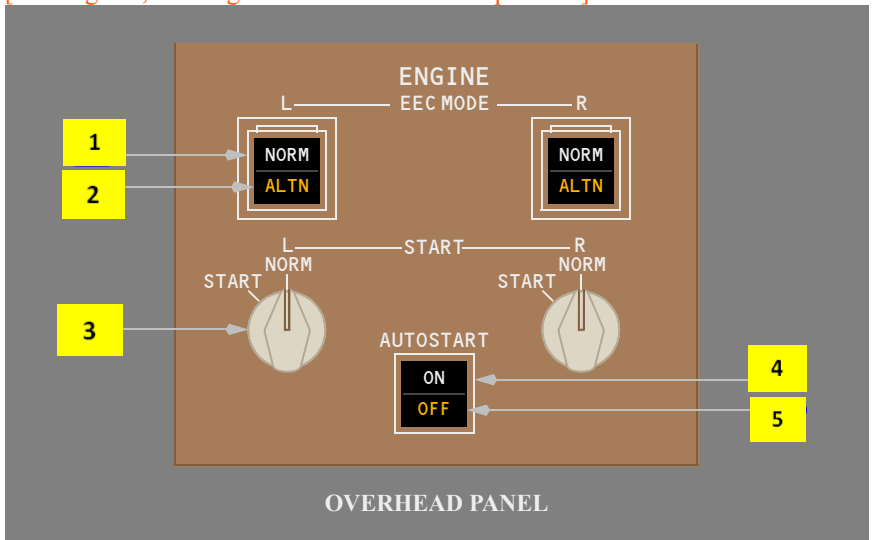 ENGINE
L EEC MODE R
1
NORM NORM
2
ALTN ALTN
L START R
NORM NORM
START START
3
AUTOSTART
ON
4
OFF
5
OVERHEAD PANEL